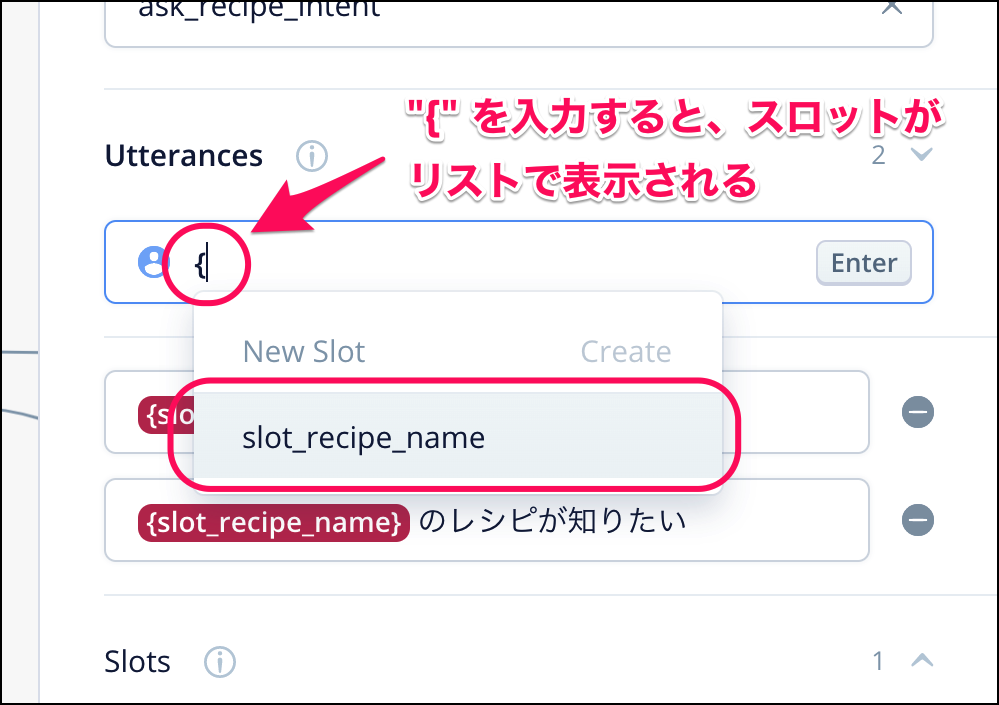 ask_recipe_intent
"{" を入力すると、スロットが
リストで表示される
Utterances
2
{
Enter
New Slot Create
{slo
slot_recipe_name
{slot_recipe_name} のレシピが知りたい
Slots
1